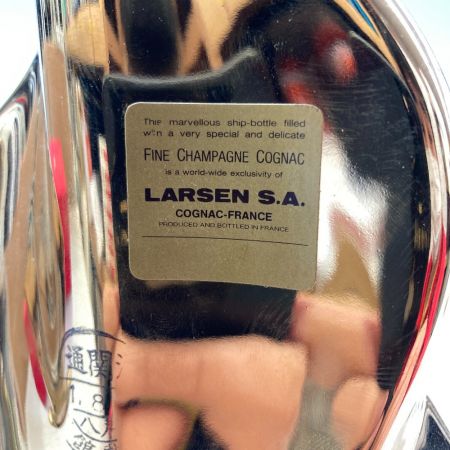 This marvellous ship-bottle filled
with a very special and delicate
FINE CHAMPAGNE COGNAC
is a world-wide exclusivity of
LARSEN S.A.
COGNAC-FRANCE
PRODUCED AND BOTTLED IN FRANCE